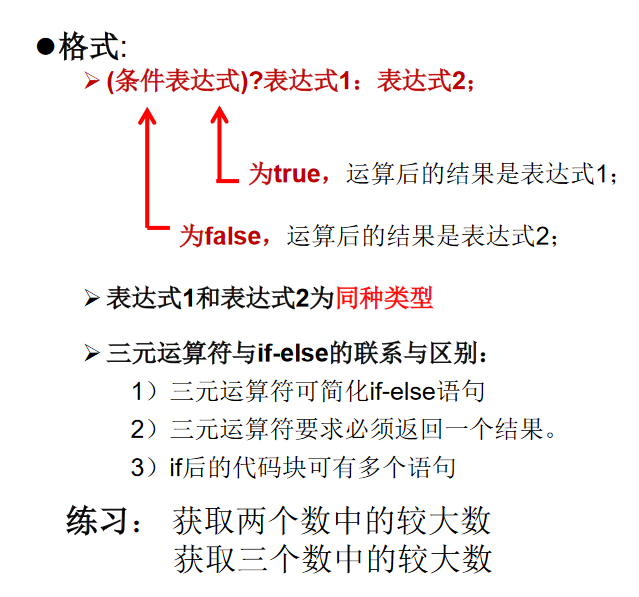 ●格式:
➢ (条件表达式)?表达式1：表达式2；
为true，运算后的结果是表达式1；
为false，运算后的结果是表达式2；
➢ 表达式1和表达式2为同种类型
➢ 三元运算符与if-else的联系与区别：
1）三元运算符可简化if-else语句
2）三元运算符要求必须返回一个结果。
3）if后的代码块可有多个语句
练习： 获取两个数中的较大数
获取三个数中的较大数